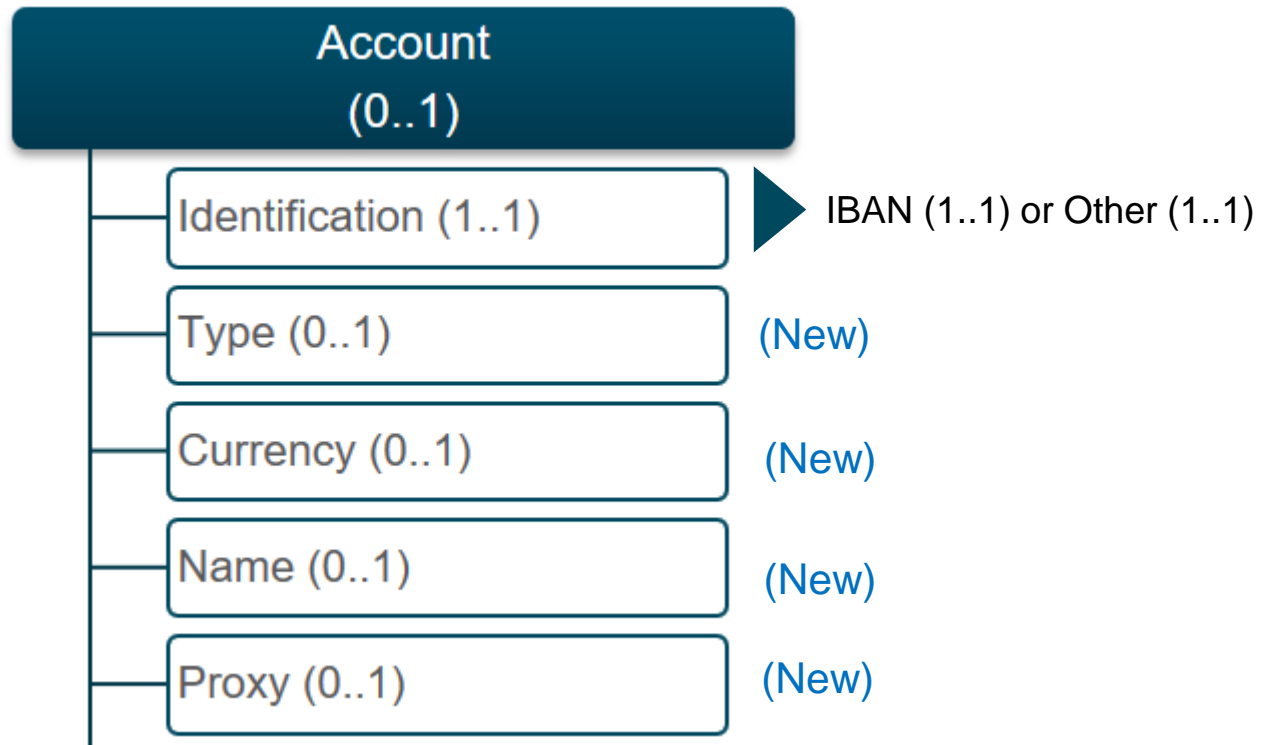 Account
(0..1)
Identification (1..1)
IBAN (1..1) or Other (1..1)
Type (0..1)
(New)
Currency (0..1)
(New)
Name (0..1)
(New)
Proxy (0..1)
(New)